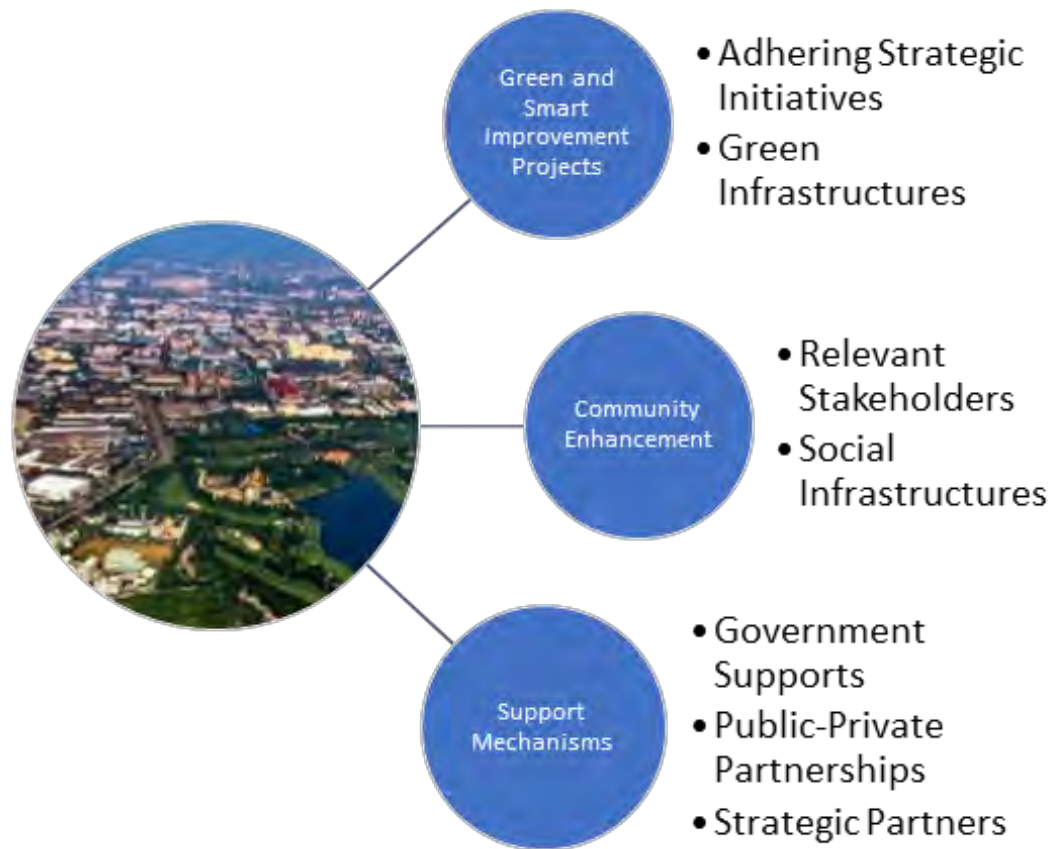 Green and
Smart
Improvement
Projects
• Adhering Strategic
Initiatives
• Green
Infrastructures
Community
Enhancement
• Relevant
Stakeholders
• Social
Infrastructures
Support
Mechanisms
• Government
Supports
• Public-Private
Partnerships
• Strategic Partners